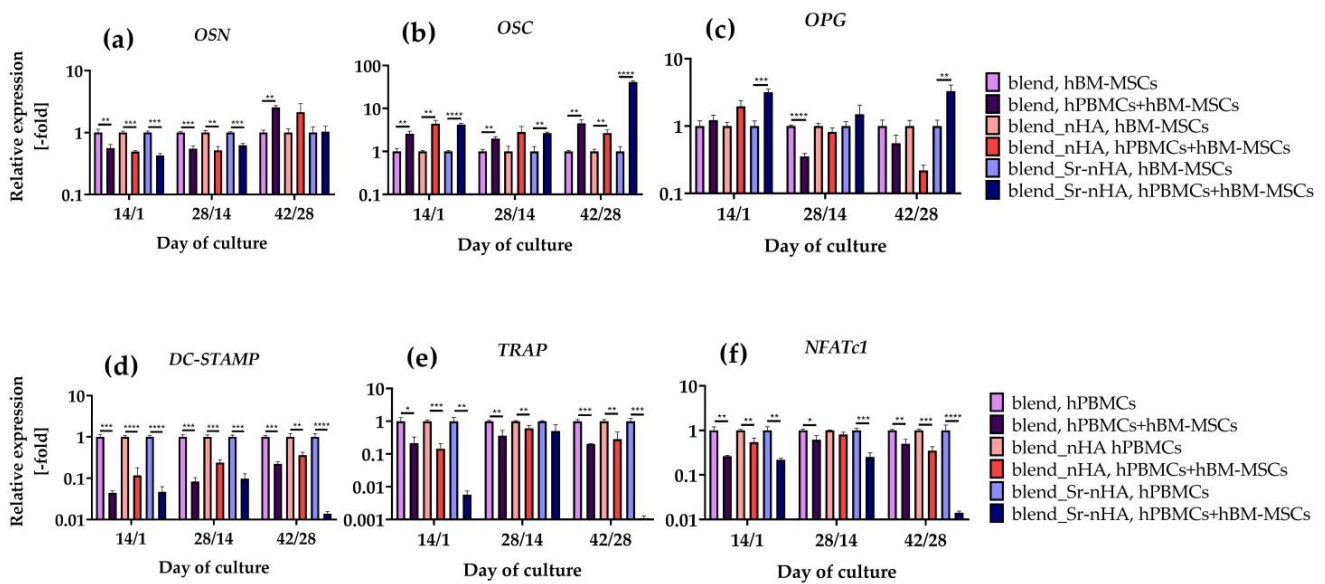 (a)
OSN
Relative expression
[-fold]
10
1
0.1
** *** *** *** ** *** **
14/1 28/14 42/28
Day of culture
(b)
OSC
100
10
1
0.1
** ** **** ** ** ** ** ****
14/1 28/14 42/28
Day of culture
(c)
OPG
10
1
0.1
*** **** **
14/1 28/14 42/28
Day of culture
blend, hBM-MSCs
blend, hPBMCs+hBM-MSCs
blend_nHA, hBM-MSCs
blend_nHA, hPBMCs+hBM-MSCs
blend_Sr-nHA, hBM-MSCs
blend_Sr-nHA, hPBMCs+hBM-MSCs
(d)
DC-STAMP
Relative expression
[-fold]
10
1
0.1
0.01
*** **** **** *** *** *** *** ** ****
14/1 28/14 42/28
Day of culture
(e)
TRAP
10
1
0.1
0.01
0.001
* *** ** ** ** *** ** ***
14/1 28/14 42/28
Day of culture
(f)
NFATc1
10
1
0.1
0.01
** ** ** * *** ** *** ****
14/1 28/14 42/28
Day of culture
blend, hPBMCs
blend, hPBMCs+hBM-MSCs
blend_nHA hPBMCs
blend_nHA, hPBMCs+hBM-MSCs
blend_Sr-nHA, hPBMCs
blend_Sr-nHA, hPBMCs+hBM-MSCs